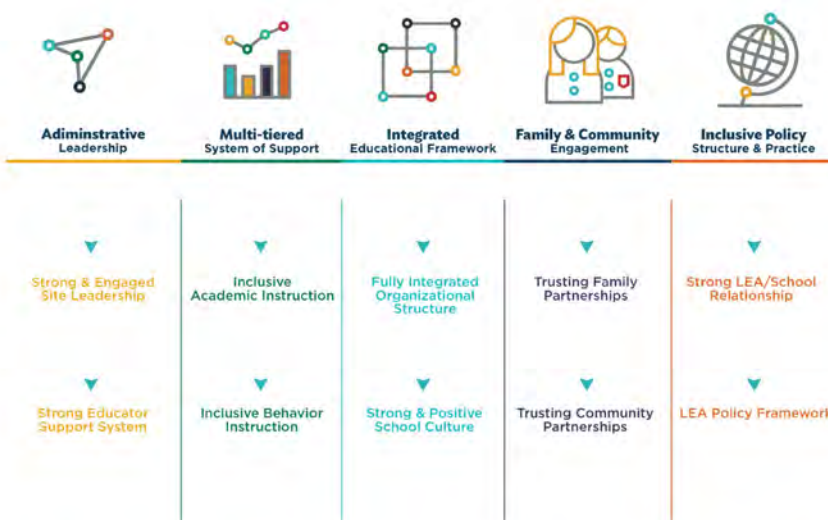 Adiminstrative
Leadership
Multi-tiered
System of Support
Integrated
Educational Framework
Family & Community
Engagement
Inclusive Policy
Structure & Practice
Strong & Engaged
Site Leadership
Inclusive
Academic Instruction
Fully Integrated
Organizational
Structure
Trusting Family
Partnerships
Strong LEA/School
Relationship
Strong Educator
Support System
Inclusive Behavior
Instruction
Strong & Positive
School Culture
Trusting Community
Partnerships
LEA Policy Framework